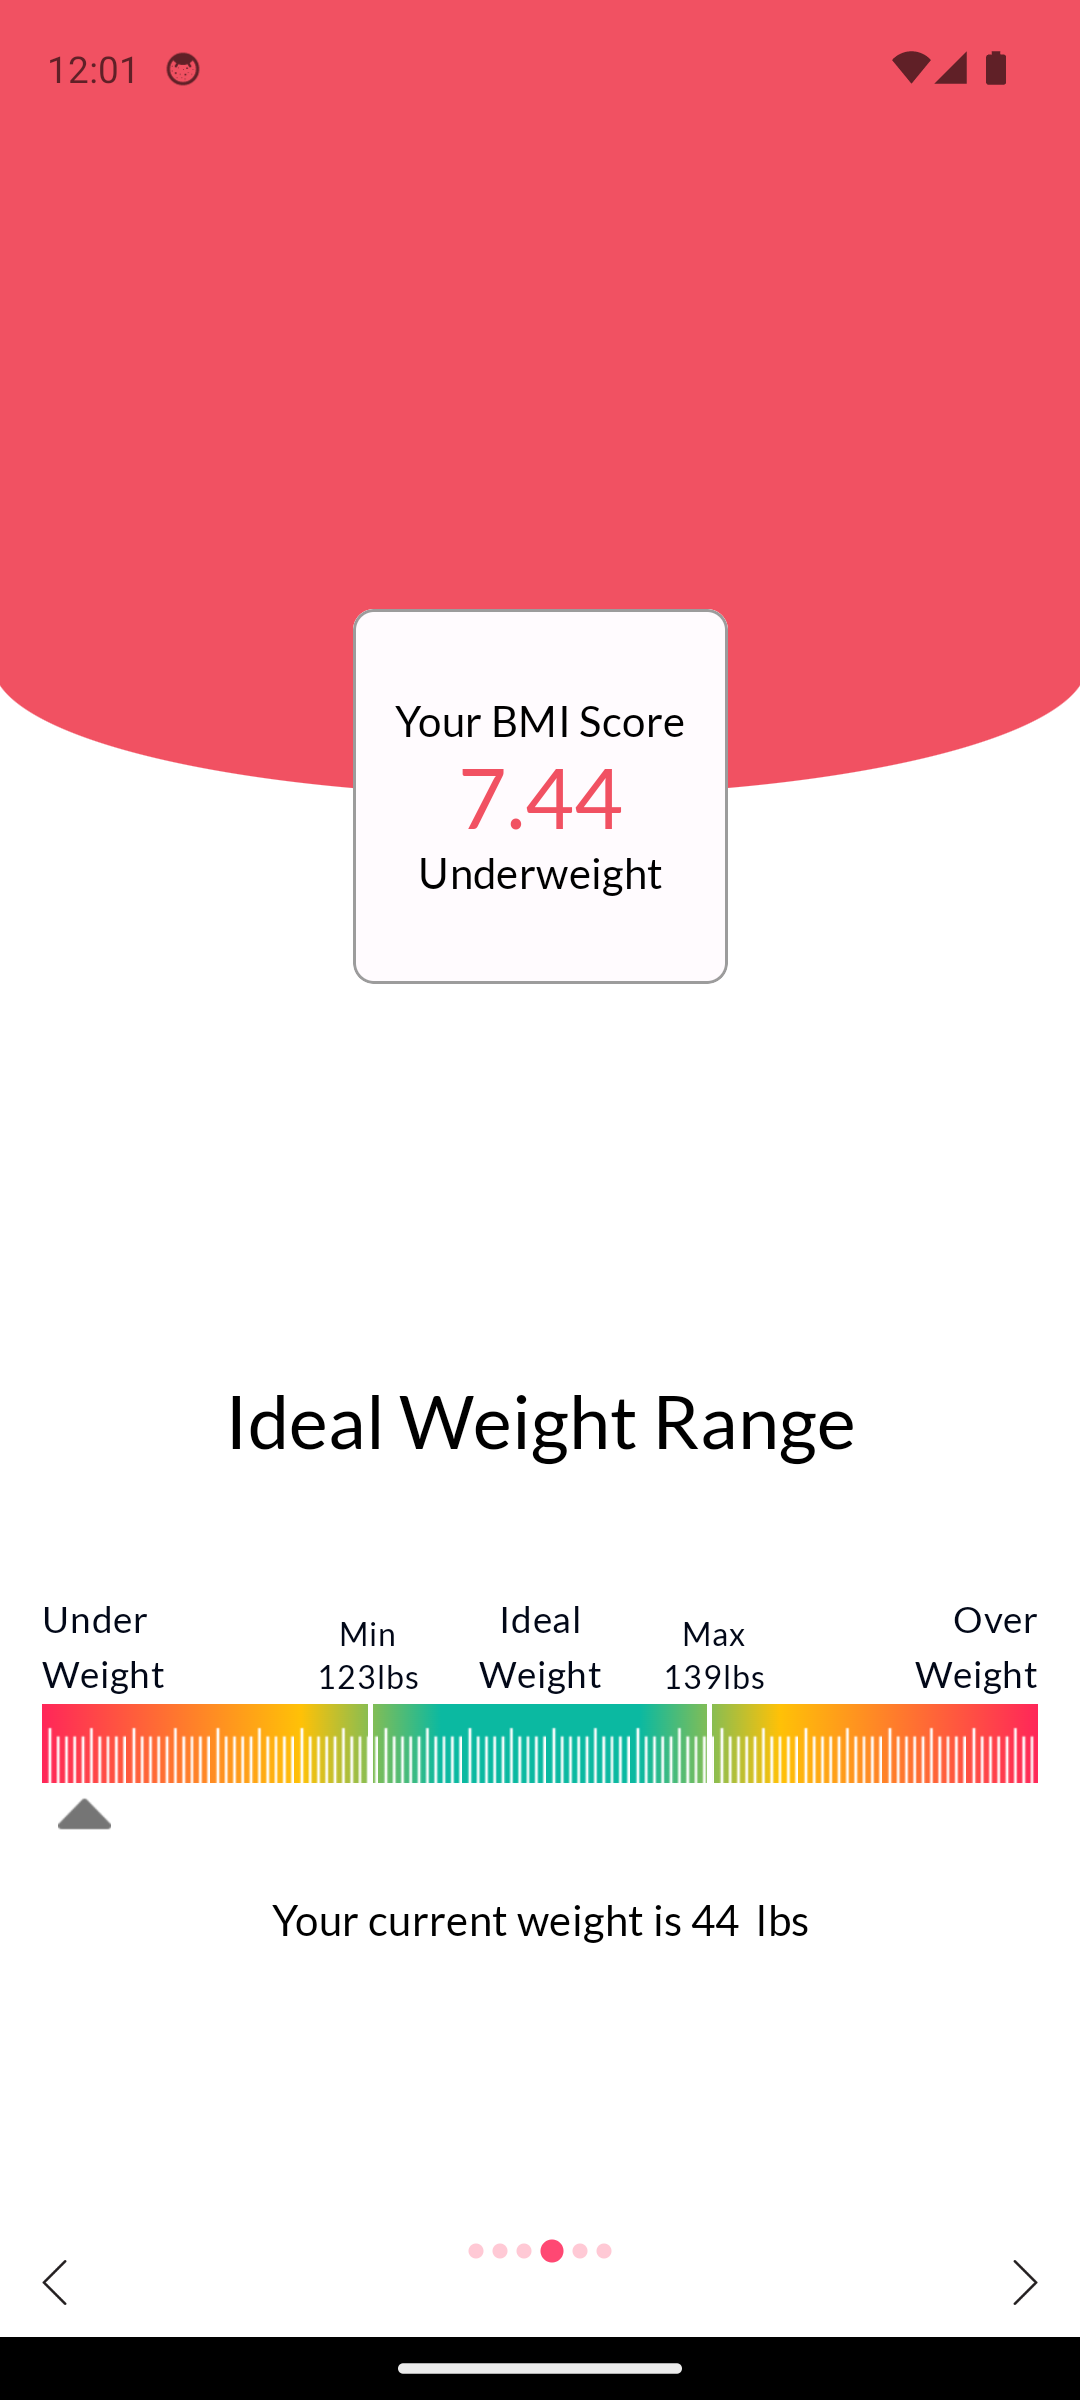 12:01
Your BMI Score
7.44
Underweight
Ideal Weight Range
Under Weight
Min 123lbs
Ideal Weight
Max 139lbs
Over Weight
Your current weight is 44 lbs